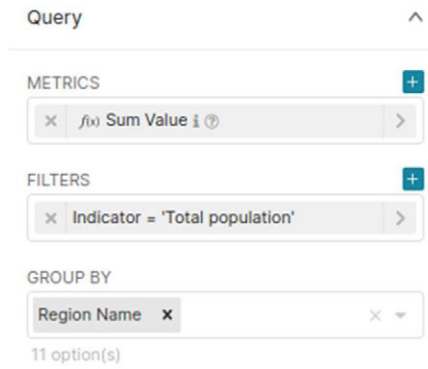 Query
METRICS
f(x) Sum Value
FILTERS
Indicator = 'Total population'
GROUP BY
Region Name
11 option(s)